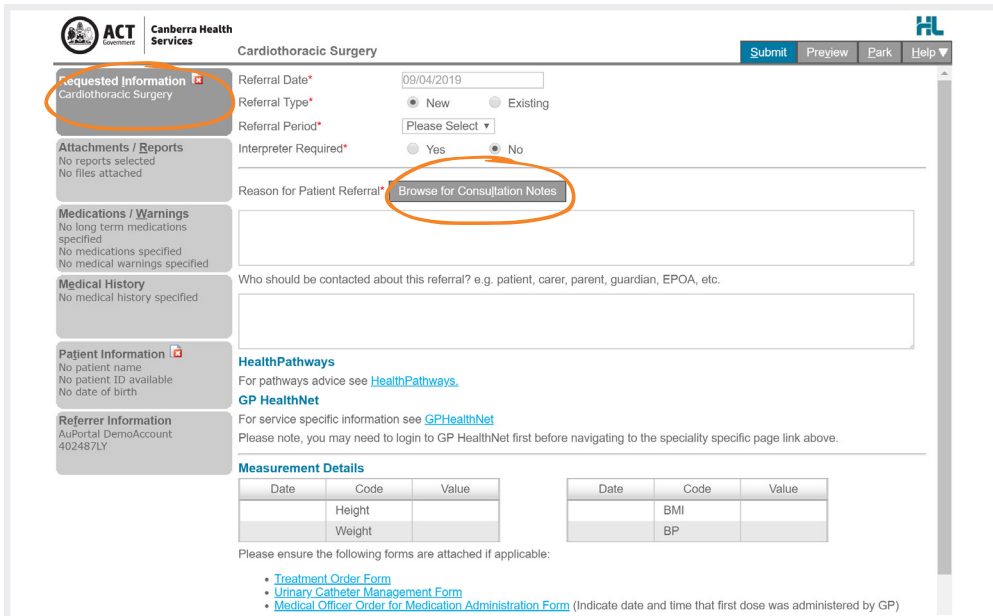 ACT
Government
Canberra Health
Services
HL
Cardiothoracic Surgery
Submit
Preview
Park
Help ▼
Requested Information
Cardiothoracic Surgery
Attachments / Reports
No reports selected
No files attached
Medications / Warnings
No long term medications
specified
No medications specified
No medical warnings specified
Medical History
No medical history specified
Patient Information
No patient name
No patient ID available
No date of birth
Referrer Information
AuPortal DemoAccount
402487LY
Referral Date* 09/04/2019
Referral Type* New Existing
Referral Period* Please Select ▼
Interpreter Required* Yes No
Reason for Patient Referral* Browse for Consultation Notes
Who should be contacted about this referral? e.g. patient, carer, parent, guardian, EPOA, etc.
HealthPathways
For pathways advice see HealthPathways.
GP HealthNet
For service specific information see GPHealthNet
Please note, you may need to login to GP HealthNet first before navigating to the speciality specific page link above.
Measurement Details
Date Code Value Date Code Value
Height BMI
Weight BP
Please ensure the following forms are attached if applicable:
• Treatment Order Form
• Urinary Catheter Management Form
• Medical Officer Order for Medication Administration Form (Indicate date and time that first dose was administered by GP)